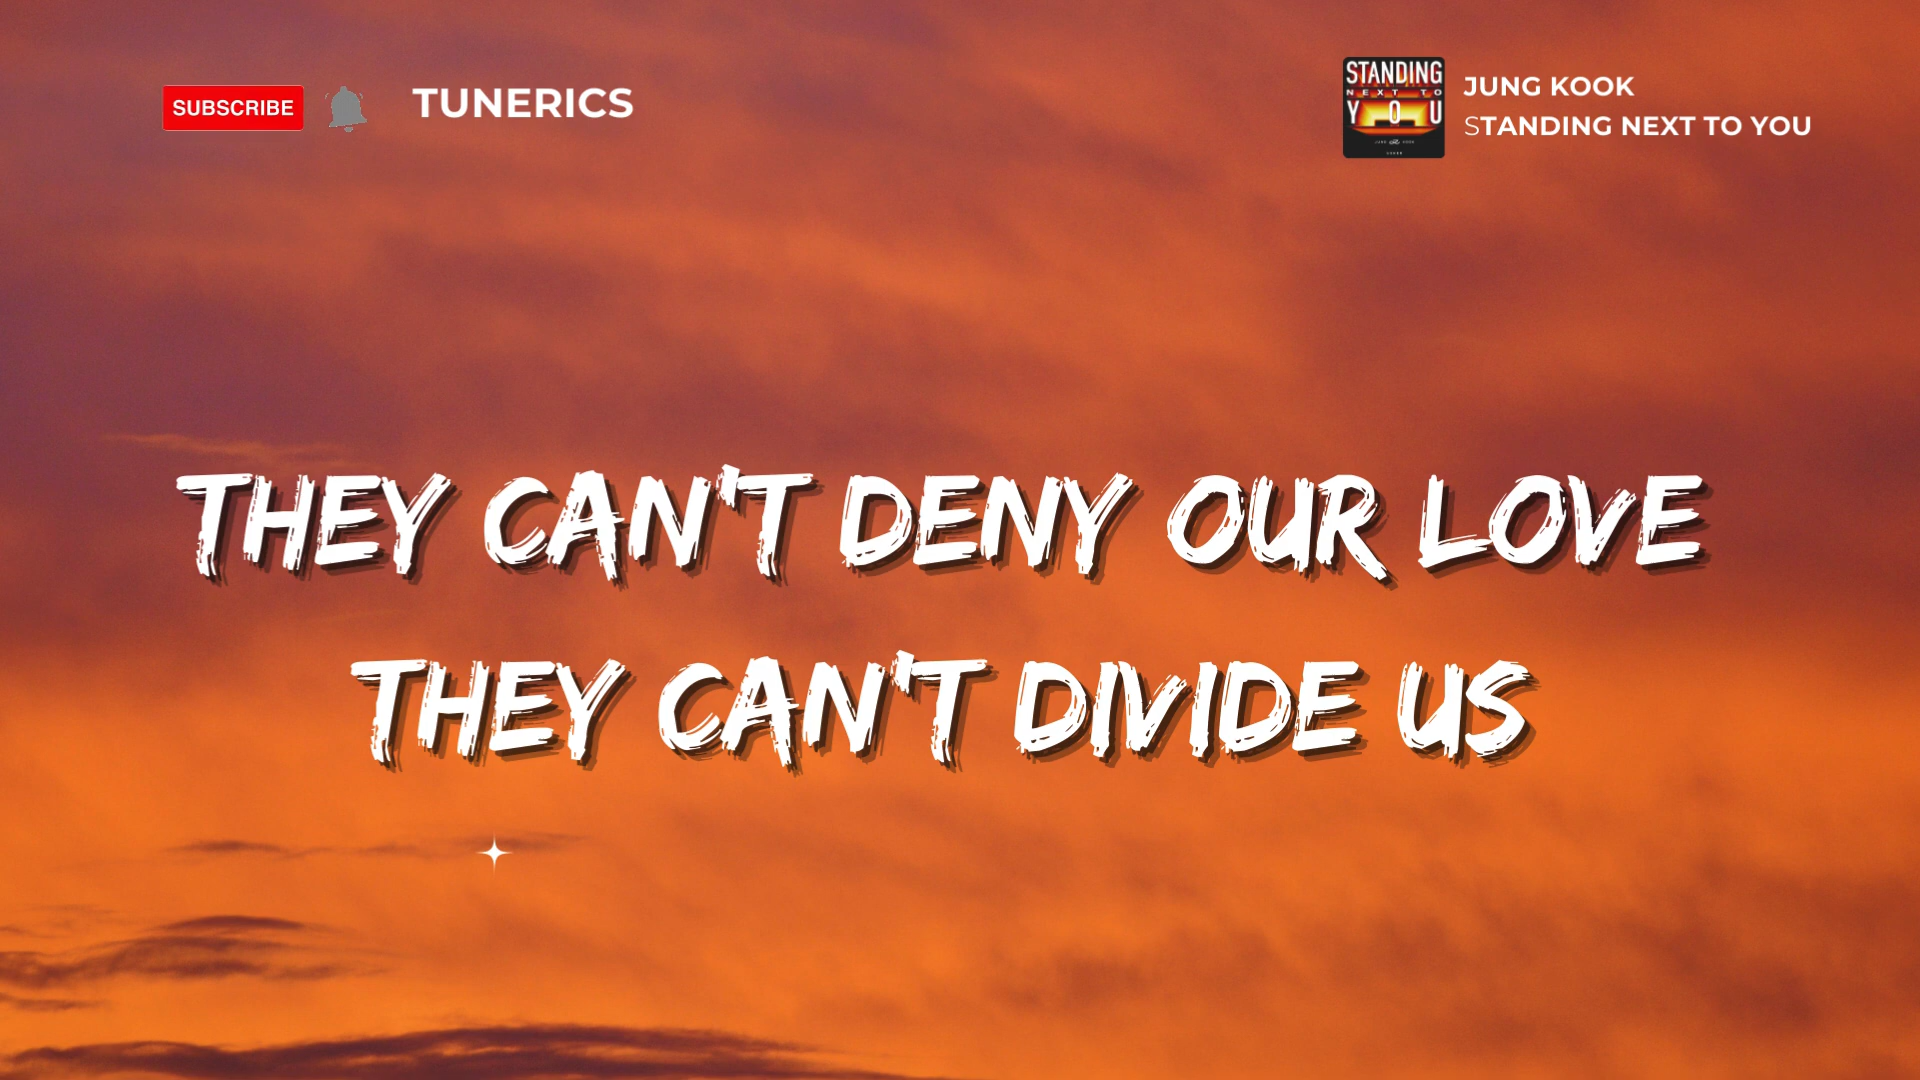 SUBSCRIBE
TUNERICS
STANDING
NEXT TO
YOU
JUNG KOOK
STANDING NEXT TO YOU
THEY CAN'T DENY OUR LOVE
THEY CAN'T DIVIDE US